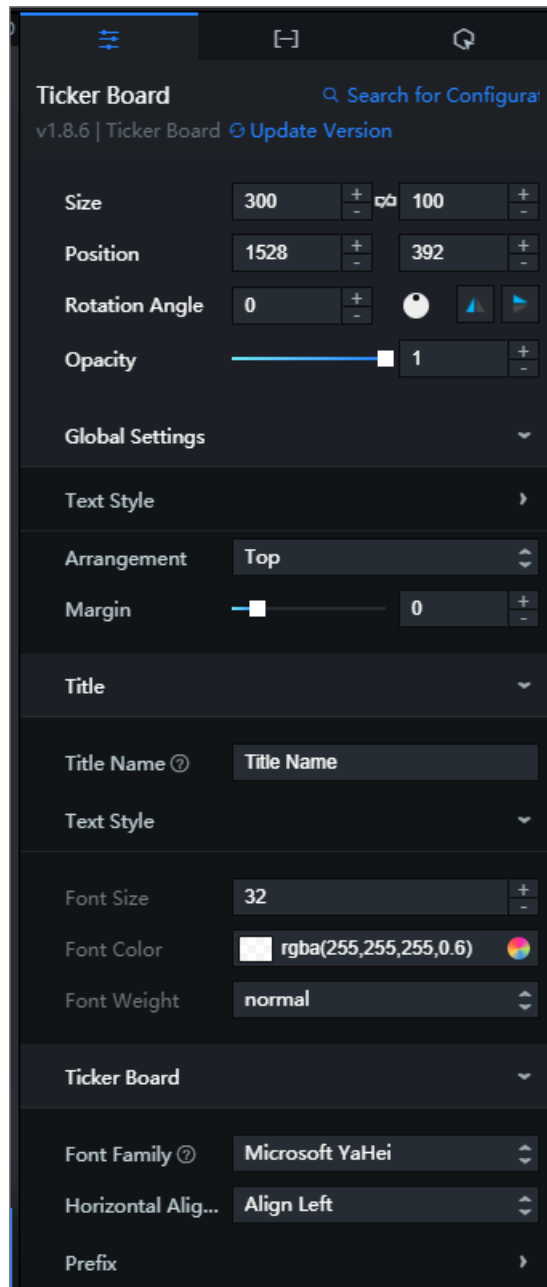 Ticker Board Search for Configurat
v1.8.6 | Ticker Board Update Version
Size 300 + - 100 + -
Position 1528 + - 392 + -
Rotation Angle 0 + -
Opacity 1 + -
Global Settings
Text Style
Arrangement Top
Margin 0 + -
Title
Title Name ? Title Name
Text Style
Font Size 32 + -
Font Color rgba(255,255,255,0.6)
Font Weight normal
Ticker Board
Font Family ? Microsoft YaHei
Horizontal Alig... Align Left
Prefix